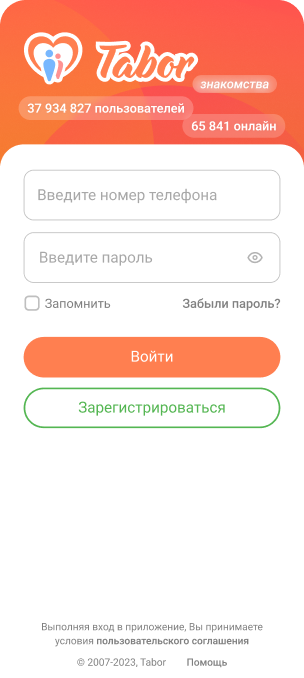 Tabor
знакомства
37 934 827 пользователей
65 841 онлайн
Введите номер телефона
Введите пароль
Запомнить Забыли пароль?
Войти
Зарегистрироваться
Выполняя вход в приложение, Вы принимаете
условия пользовательского соглашения
© 2007-2023, Tabor Помощь